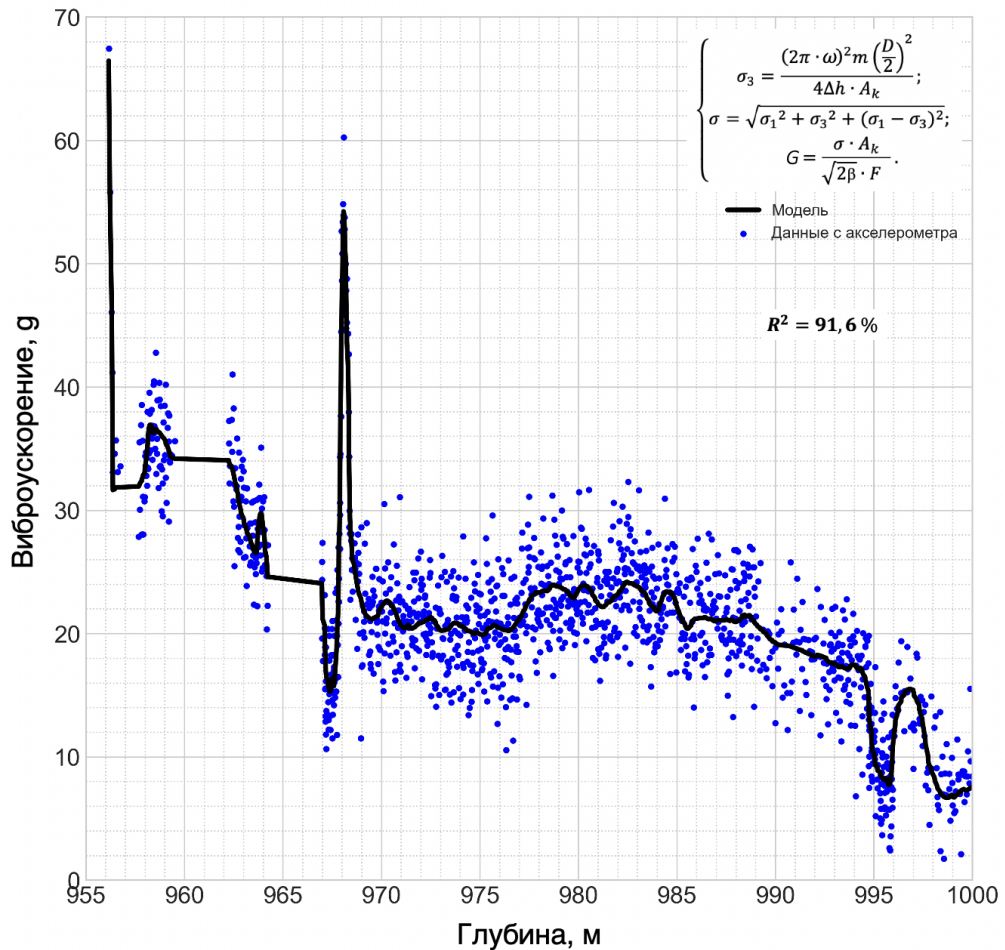 70
60
50
40
30
20
10
0
Виброускорение, g
σ₃ = (2π · ω)²m (D/2)² / 4Δh · Aₖ ;
σ = √(σ₁² + σ₃² + (σ₁ − σ₃)²);
G = σ · Aₖ / √2β · F .
Модель
Данные с акселерометра
R² = 91,6 %
955 960 965 970 975 980 985 990 995 1000
Глубина, м